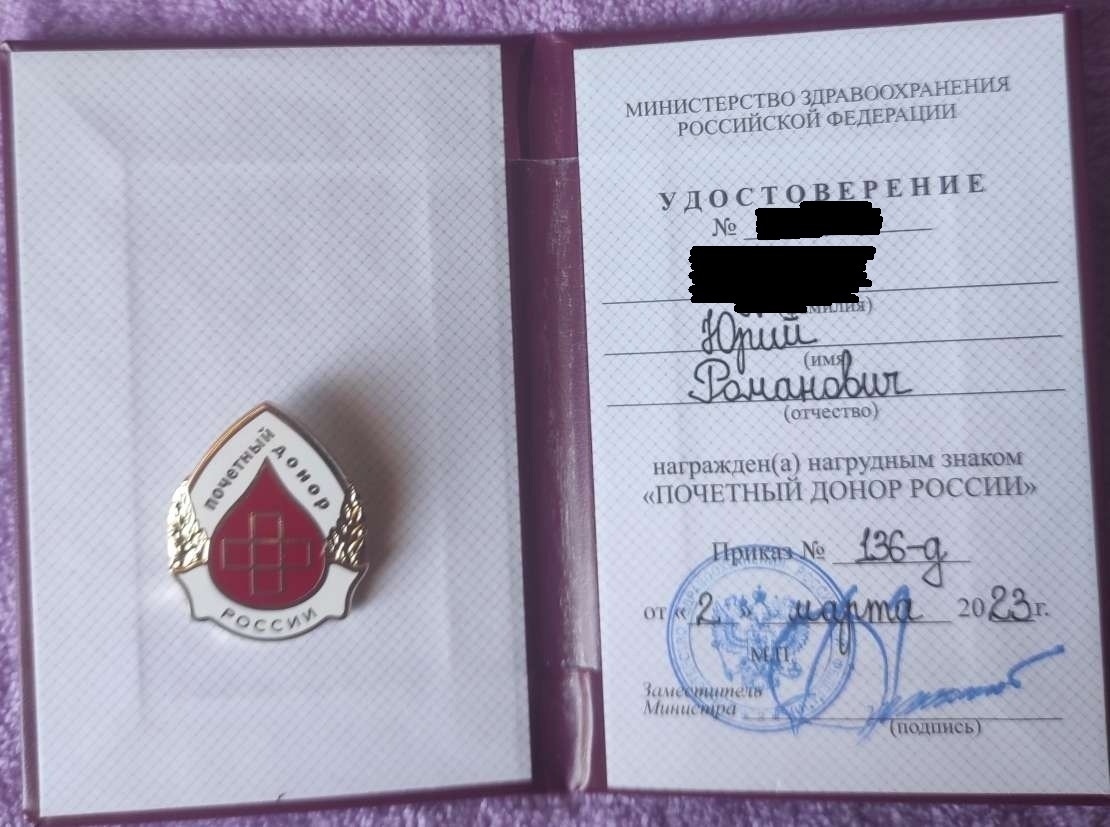 почетный донор
РОССИИ
МИНИСТЕРСТВО ЗДРАВООХРАНЕНИЯ
РОССИЙСКОЙ ФЕДЕРАЦИИ
УДОСТОВЕРЕНИЕ
№
Юрий
(имя)
Романович
(отчество)
награжден(а) нагрудным знаком
«ПОЧЕТНЫЙ ДОНОР РОССИИ»
Приказ № 136-д
от « 2 » марта 2023 г.
М.П.
Заместитель
Министра
(подпись)